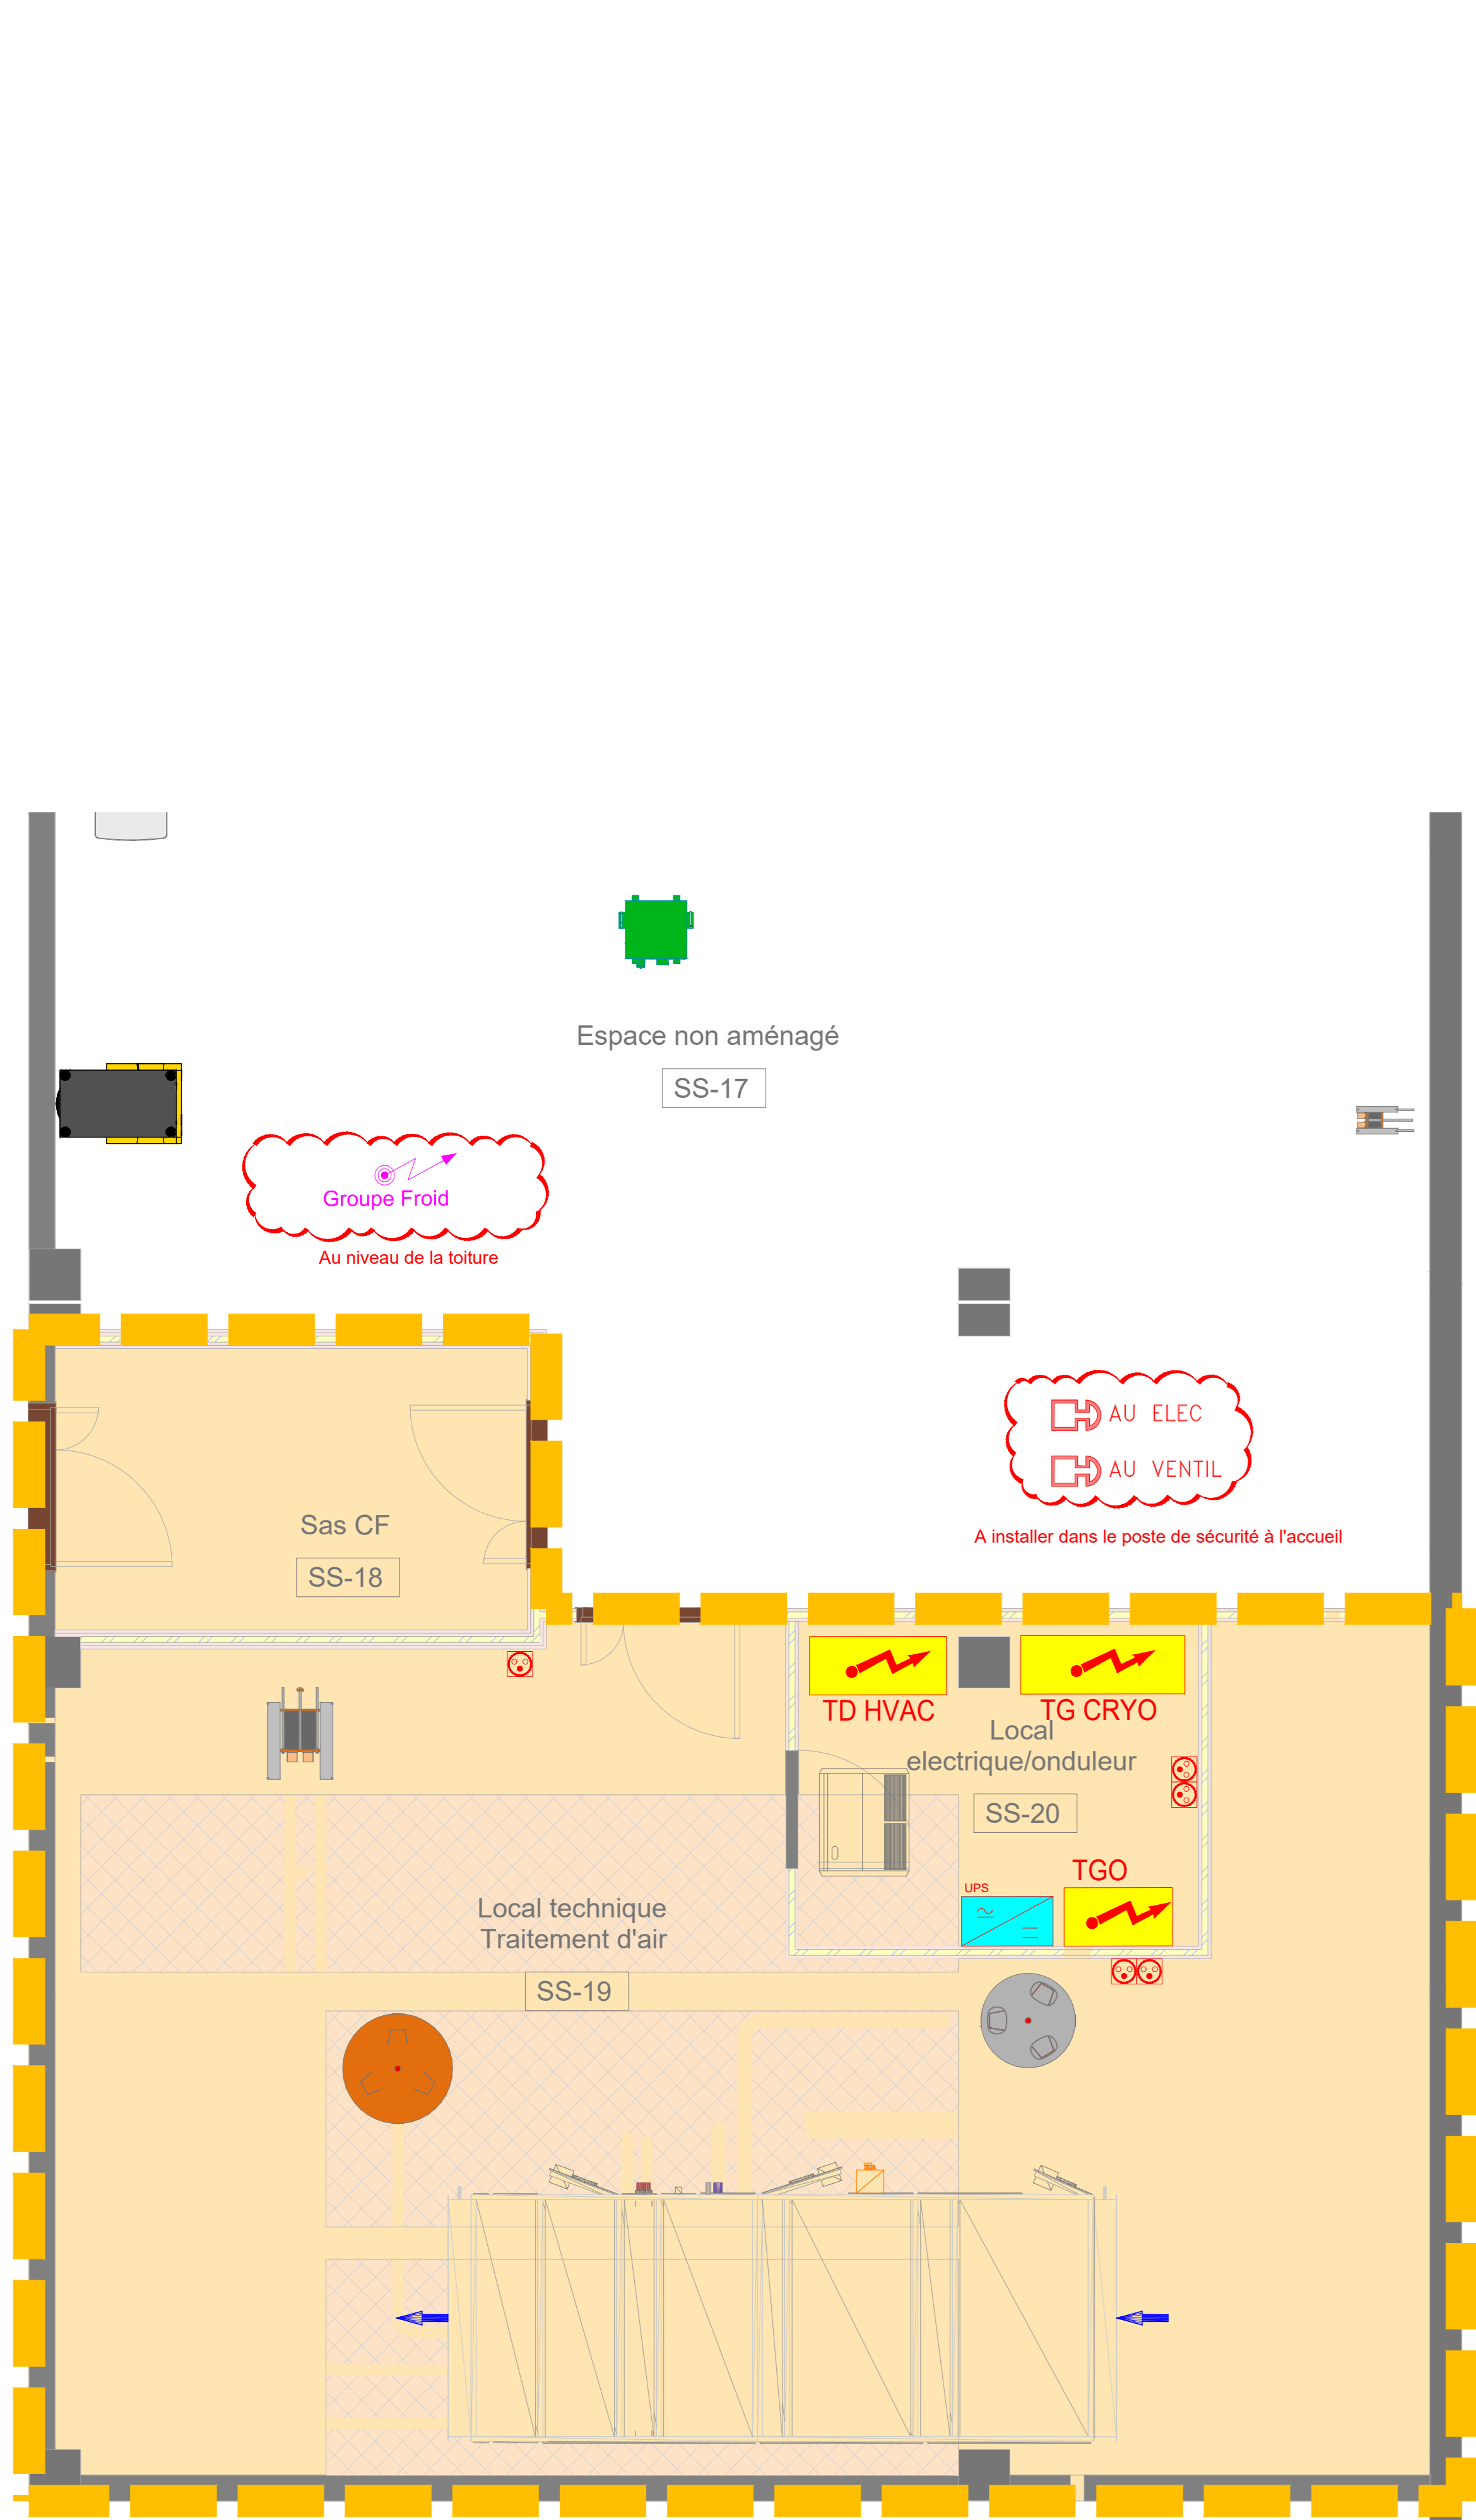 Espace non aménagé
SS-17
Groupe Froid
Au niveau de la toiture
AU ELEC
AU VENTIL
A installer dans le poste de sécurité à l'accueil
Sas CF
SS-18
TD HVAC
TG CRYO
Local
electrique/onduleur
SS-20
TGO
UPS
Local technique
Traitement d'air
SS-19